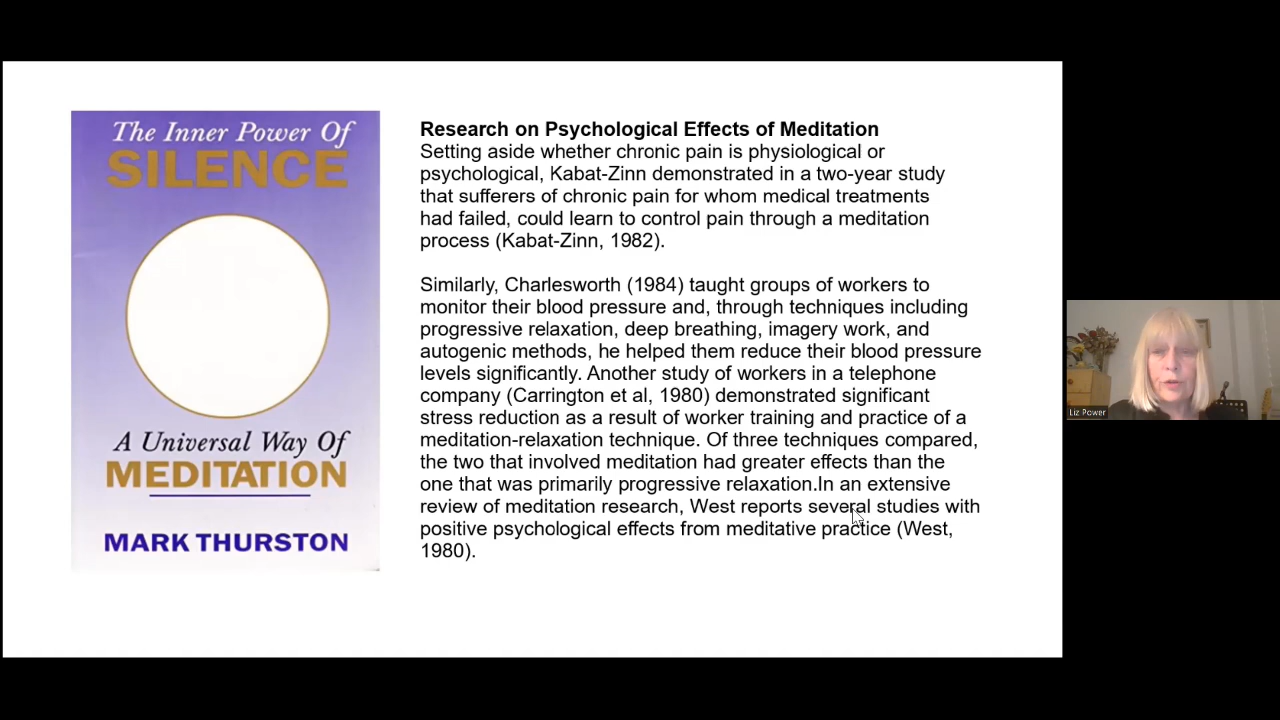 The Inner Power Of
SILENCE
A Universal Way Of
MEDITATION
MARK THURSTON
Research on Psychological Effects of Meditation
Setting aside whether chronic pain is physiological or
psychological, Kabat-Zinn demonstrated in a two-year study
that sufferers of chronic pain for whom medical treatments
had failed, could learn to control pain through a meditation
process (Kabat-Zinn, 1982).
Similarly, Charlesworth (1984) taught groups of workers to
monitor their blood pressure and, through techniques including
progressive relaxation, deep breathing, imagery work, and
autogenic methods, he helped them reduce their blood pressure
levels significantly. Another study of workers in a telephone
company (Carrington et al, 1980) demonstrated significant
stress reduction as a result of worker training and practice of a
meditation-relaxation technique. Of three techniques compared,
the two that involved meditation had greater effects than the
one that was primarily progressive relaxation.In an extensive
review of meditation research, West reports several studies with
positive psychological effects from meditative practice (West,
1980).
Liz Power